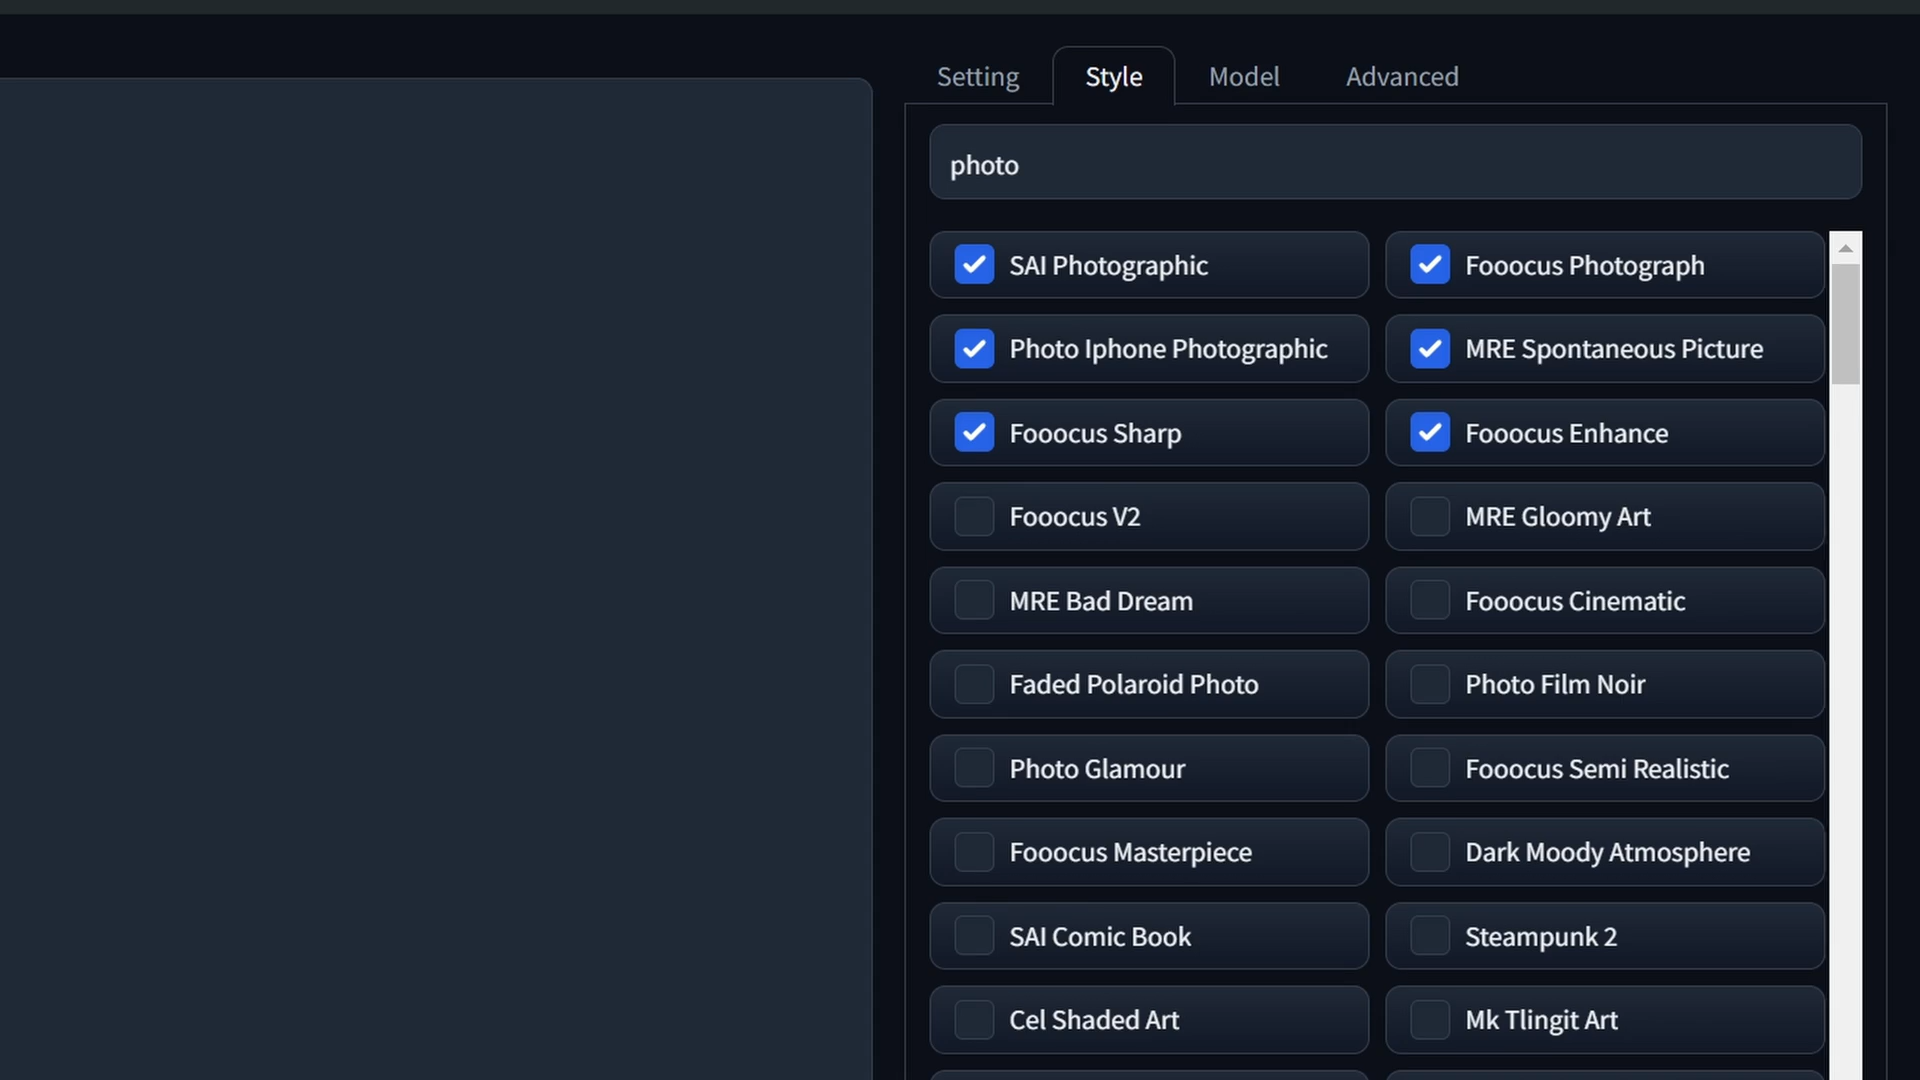 Setting Style Model Advanced
photo
SAI Photographic Fooocus Photograph
Photo Iphone Photographic MRE Spontaneous Picture
Fooocus Sharp Fooocus Enhance
Fooocus V2 MRE Gloomy Art
MRE Bad Dream Fooocus Cinematic
Faded Polaroid Photo Photo Film Noir
Photo Glamour Fooocus Semi Realistic
Fooocus Masterpiece Dark Moody Atmosphere
SAI Comic Book Steampunk 2
Cel Shaded Art Mk Tlingit Art